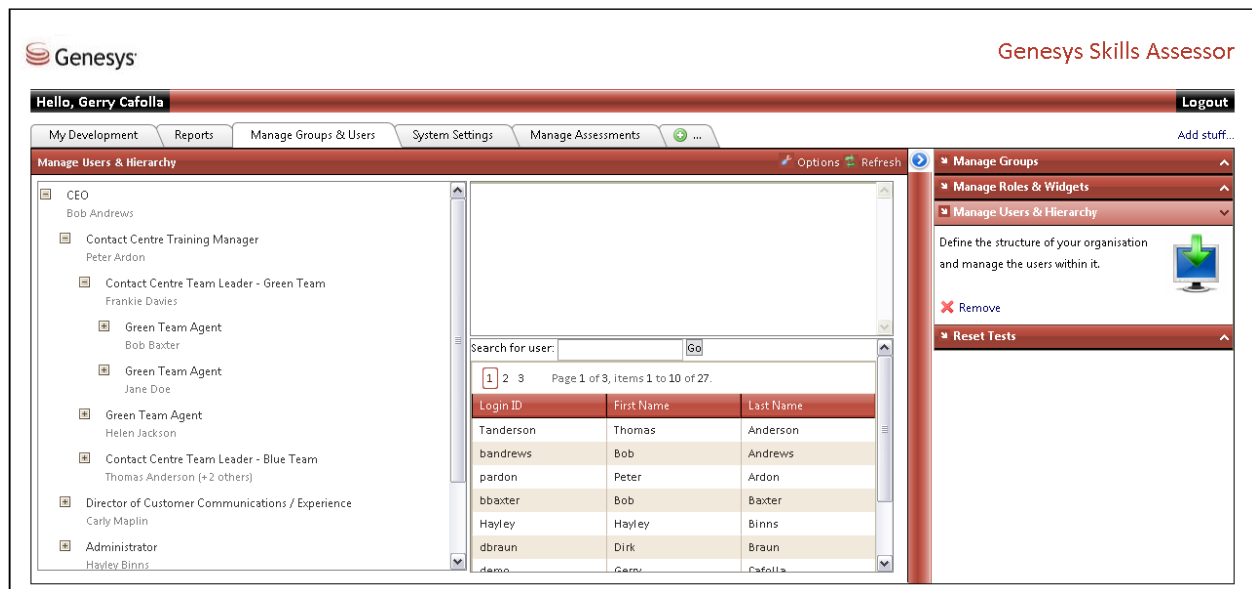 Genesys
Genesys Skills Assessor
Hello, Gerry Cafolla
Logout
My Development
Reports
Manage Groups & Users
System Settings
Manage Assessments
...
Add stuff...
Manage Users & Hierarchy
Options
Refresh
CEO
Bob Andrews
Contact Centre Training Manager
Peter Ardon
Contact Centre Team Leader - Green Team
Frankie Davies
Green Team Agent
Bob Baxter
Green Team Agent
Jane Doe
Green Team Agent
Helen Jackson
Contact Centre Team Leader - Blue Team
Thomas Anderson (+2 others)
Director of Customer Communications / Experience
Carly Maplin
Administrator
Hayley Binns
Search for user:
Go
1 2 3 Page 1 of 3, items 1 to 10 of 27.
Login ID First Name Last Name
Tanderson Thomas Anderson
bandrews Bob Andrews
pardon Peter Ardon
bbaxter Bob Baxter
Hayley Hayley Binns
dbraun Dirk Braun
demo Gerry Cafolla
Manage Groups
Manage Roles & Widgets
Manage Users & Hierarchy
Define the structure of your organisation
and manage the users within it.
Remove
Reset Tests